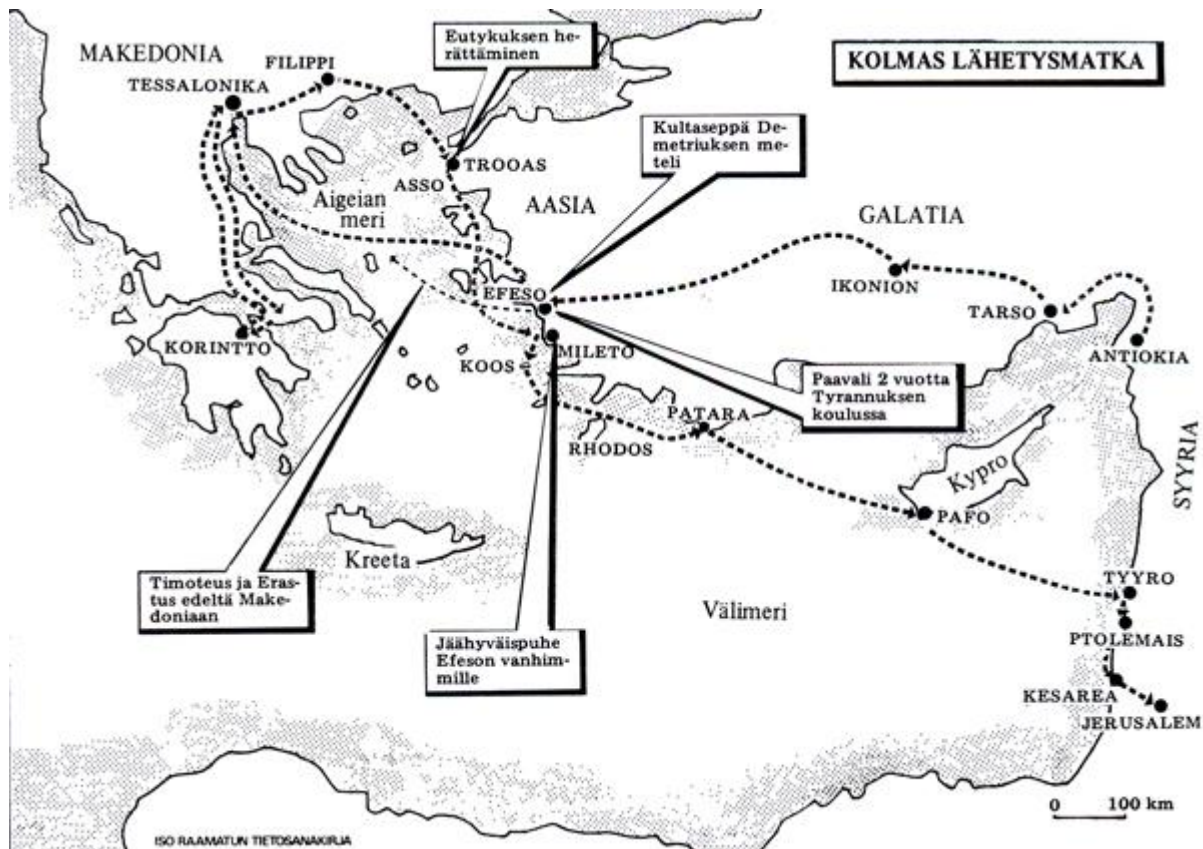 KOLMAS LÄHETYSMATKA
MAKEDONIA
FILIPPI
TESSALONIKA
Eutykuksen he-
rättäminen
Kultaseppä De-
metriuksen me-
teli
TROOAS
ASSO
Aigeian
meri
AASIA
GALATIA
IKONION
TARSO
ANTIOKIA
EFESO
MILETO
KOOS
KORINTTO
Paavali 2 vuotta
Tyrannuksen
koulussa
PATARA
RHODOS
SYYRIA
Kypro
PAFO
Kreeta
Timoteus ja Eras-
tus edeltä Make-
doniaan
Jäähyväispuhe
Efeson vanhim-
mille
Välimeri
TYYRO
PTOLEMAIS
KESAREA
JERUSALEM
0 100 km
ISO RAAMATUN TIETOSANAKIRJA